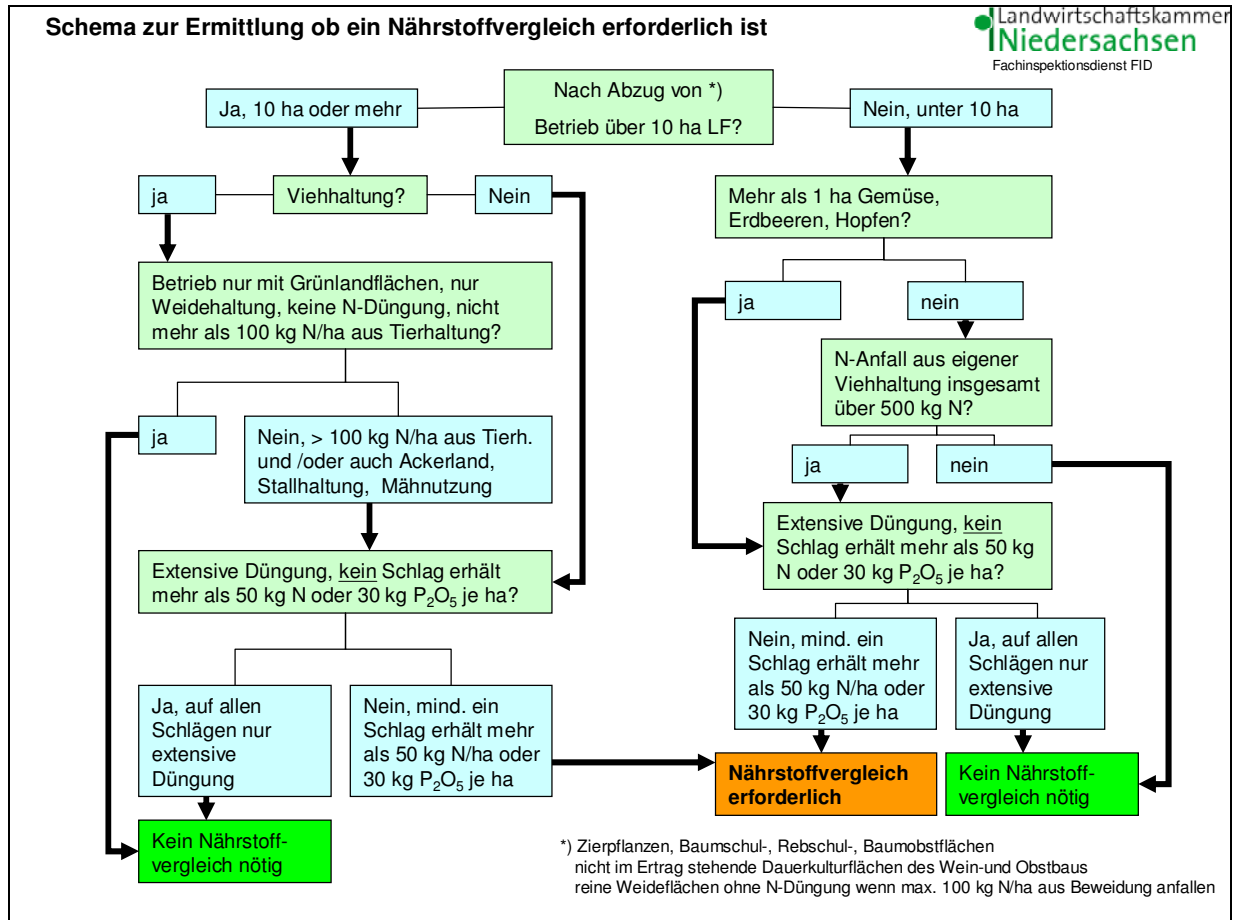 Schema zur Ermittlung ob ein Nährstoffvergleich erforderlich ist
Landwirtschaftskammer
Niedersachsen
Fachinspektionsdienst FID
Nach Abzug von *)
Betrieb über 10 ha LF?
Ja, 10 ha oder mehr
Nein, unter 10 ha
ja
Viehhaltung?
Nein
Betrieb nur mit Grünlandflächen, nur
Weidehaltung, keine N-Düngung, nicht
mehr als 100 kg N/ha aus Tierhaltung?
ja
Nein, > 100 kg N/ha aus Tierh.
und /oder auch Ackerland,
Stallhaltung, Mähnutzung
Extensive Düngung, kein Schlag erhält
mehr als 50 kg N oder 30 kg P₂O₅ je ha?
Ja, auf allen
Schlägen nur
extensive
Düngung
Nein, mind. ein
Schlag erhält mehr
als 50 kg N/ha oder
30 kg P₂O₅ je ha
Kein Nährstoff-
vergleich nötig
Mehr als 1 ha Gemüse,
Erdbeeren, Hopfen?
ja
nein
N-Anfall aus eigener
Viehhaltung insgesamt
über 500 kg N?
ja
nein
Extensive Düngung, kein
Schlag erhält mehr als 50 kg
N oder 30 kg P₂O₅ je ha?
Nein, mind. ein
Schlag erhält mehr
als 50 kg N/ha oder
30 kg P₂O₅ je ha
Ja, auf allen
Schlägen nur
extensive
Düngung
Nährstoffvergleich
erforderlich
Kein Nährstoff-
vergleich nötig
*) Zierpflanzen, Baumschul-, Rebschul-, Baumobstflächen
nicht im Ertrag stehende Dauerkulturflächen des Wein-und Obstbaus
reine Weideflächen ohne N-Düngung wenn max. 100 kg N/ha aus Beweidung anfallen